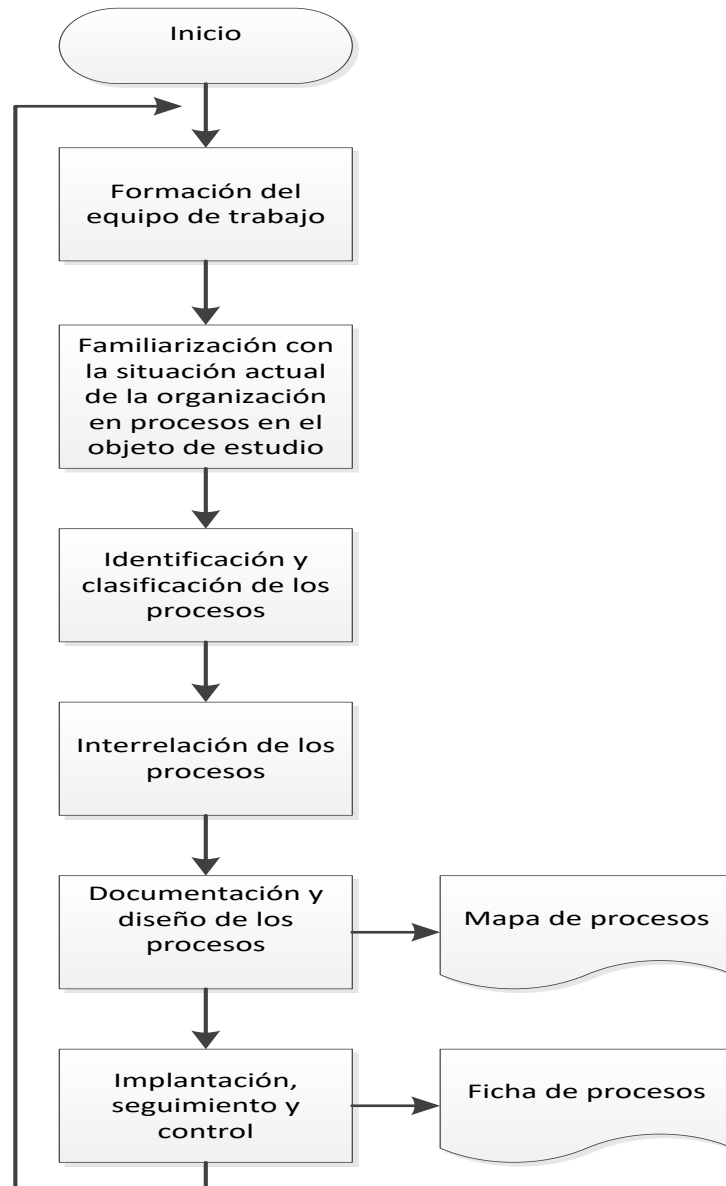 Inicio
Formación del
equipo de trabajo
Familiarización con
la situación actual
de la organización
en procesos en el
objeto de estudio
Identificación y
clasificación de los
procesos
Interrelación de los
procesos
Documentación y
diseño de los
procesos
Mapa de procesos
Implantación,
seguimiento y
control
Ficha de procesos